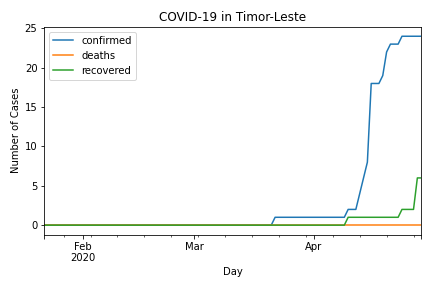 COVID-19 in Timor-Leste
confirmed
deaths
recovered
Number of Cases
25
20
15
10
5
0
Feb
2020
Mar
Apr
Day